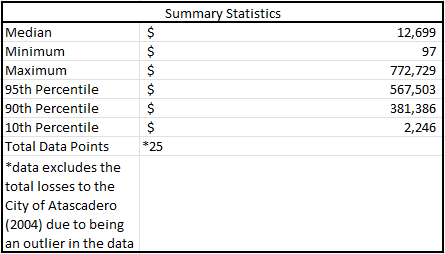 Summary Statistics
Median $ 12,699
Minimum $ 97
Maximum $ 772,729
95th Percentile $ 567,503
90th Percentile $ 381,386
10th Percentile $ 2,246
Total Data Points *25
*data excludes the
total losses to the
City of Atascadero
(2004) due to being
an outlier in the data